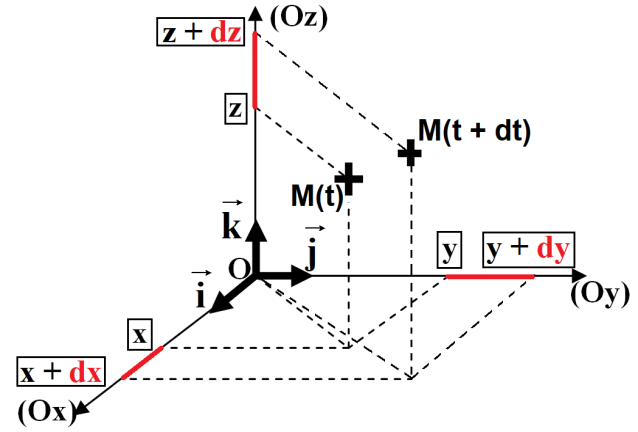 (Oz)
z + dz
z
M(t + dt)
M(t)
k
j
y
y + dy
O
(Oy)
i
x
x + dx
(Ox)